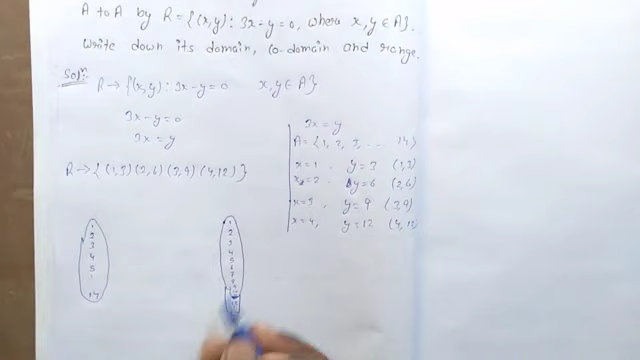 A to A by R = {(x,y) : 3x-y=0, where x,y ∈ A}.
Write down its domain, co-domain and range.
Solⁿ:
R → {(x,y) : 3x-y=0 x,y ∈ A}
3x-y=0
3x = y
R → {(1,3) (2,6) (3,9) (4,12)}
3x = y
A = {1, 2, 3, ... 14}
x=1 . y=3 (1,3)
x=2 . y=6 (2,6)
x=3, y=9 (3,9)
x=4, y=12 (4,12)
1
2
3
4
5
14
1
2
3
4
5
6
7
8